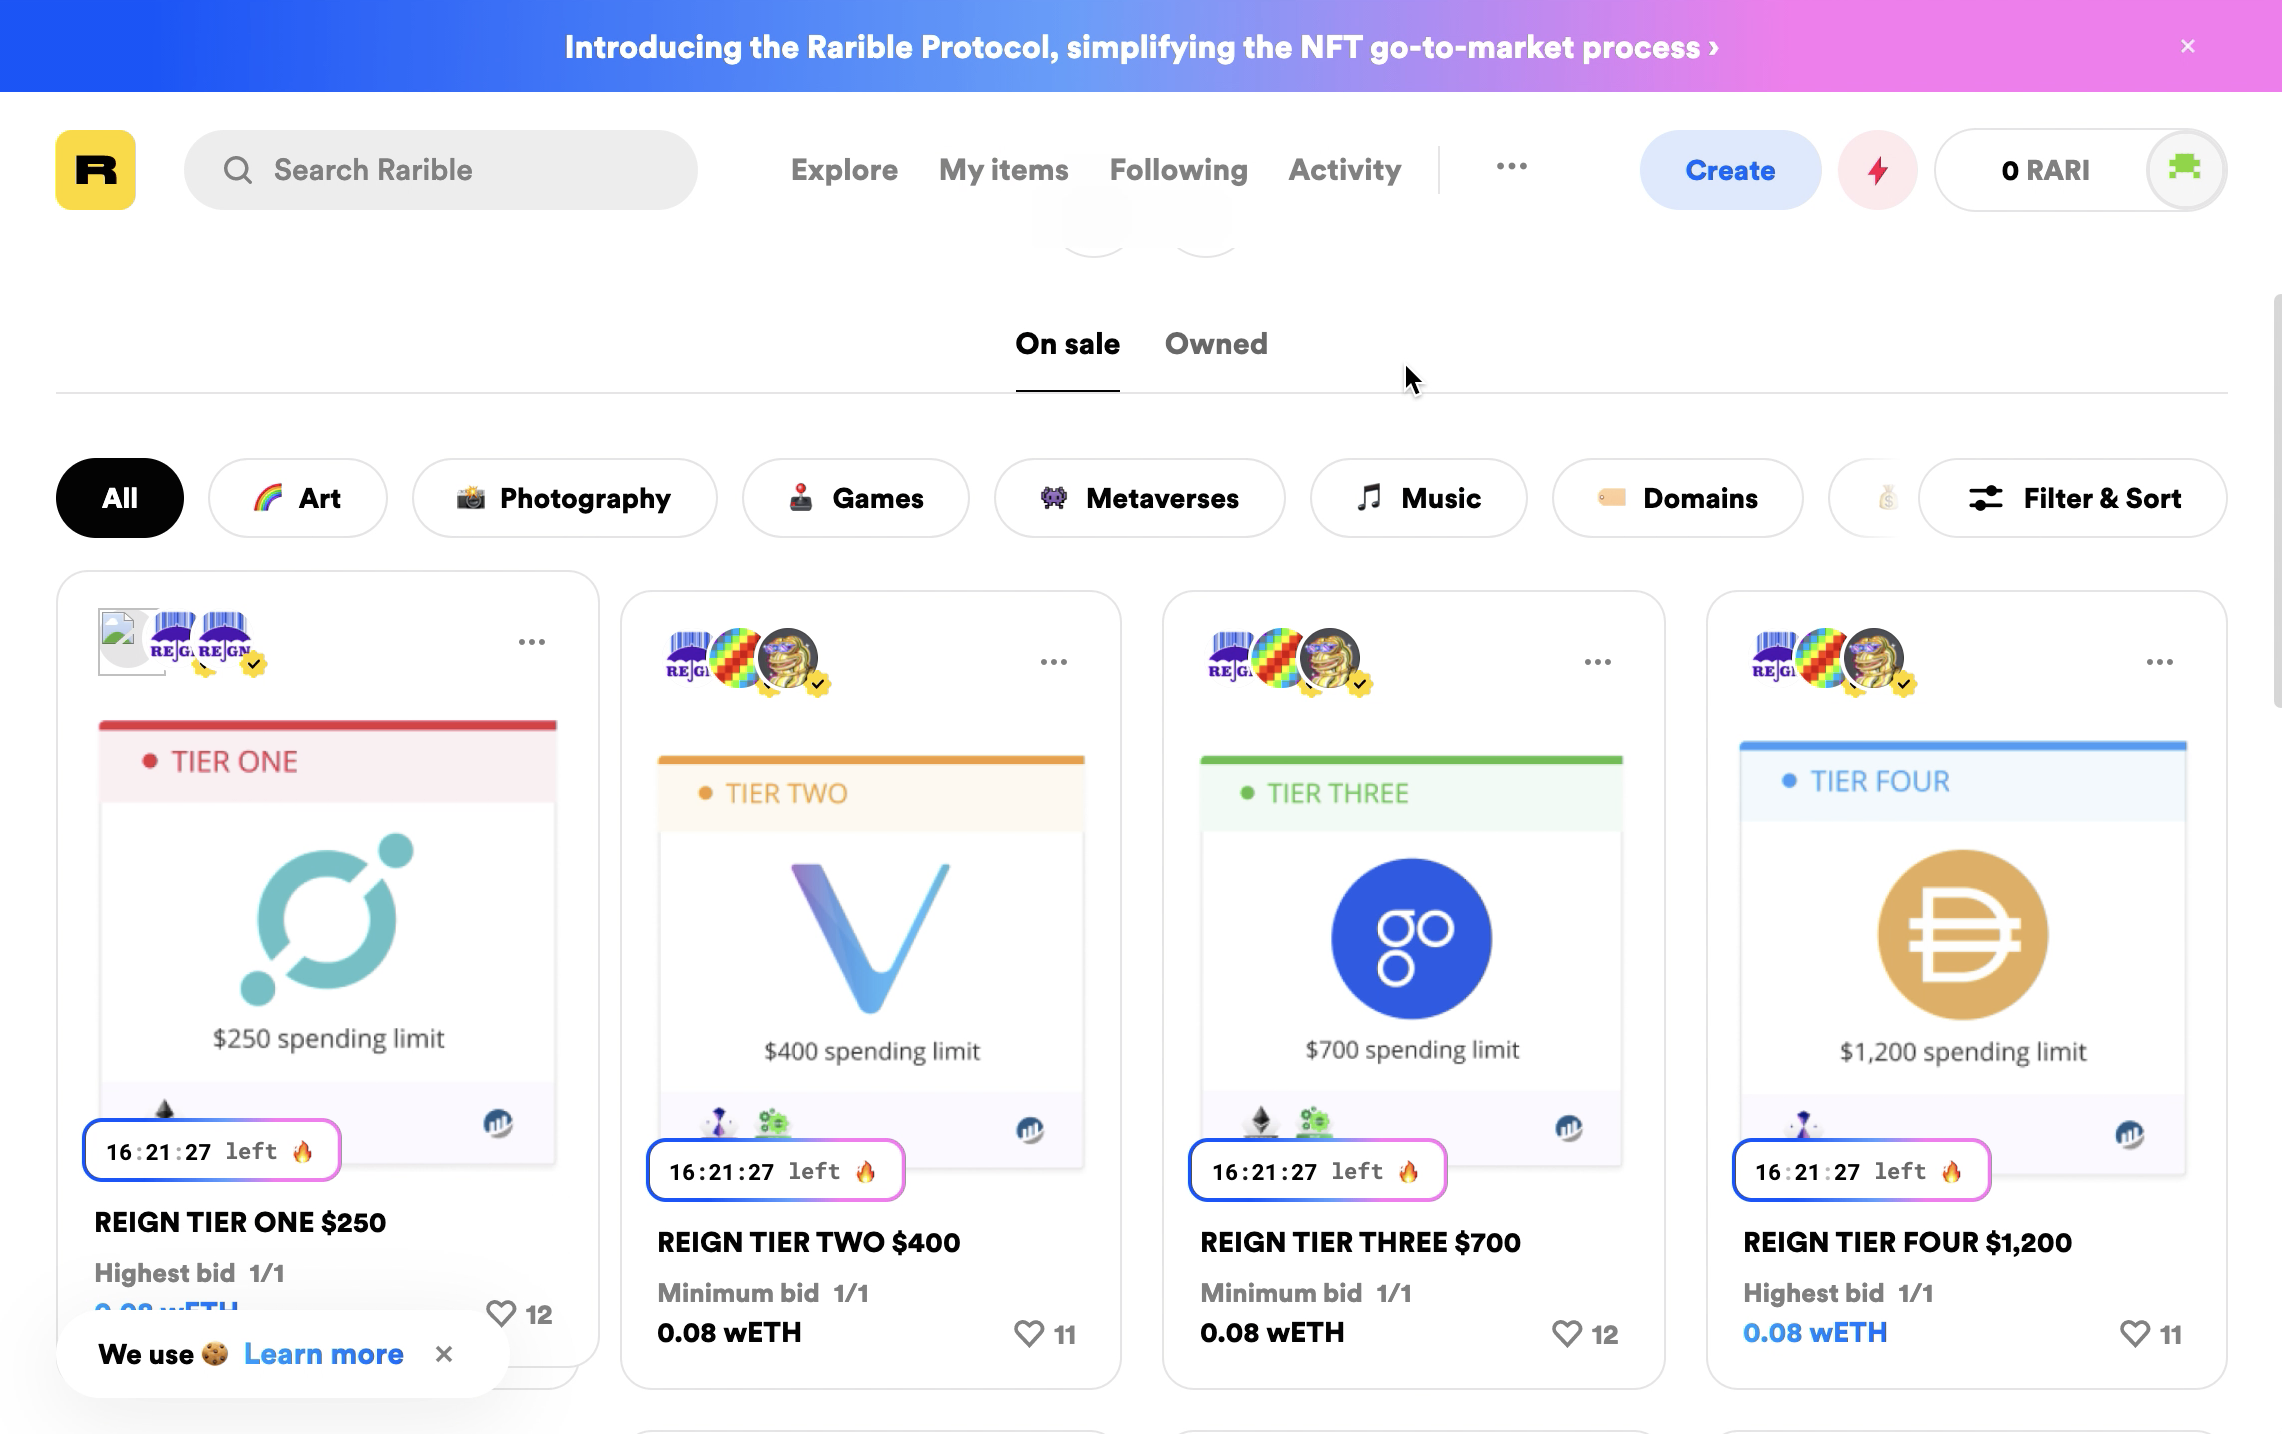 Introducing the Rarible Protocol, simplifying the NFT go-to-market process ›
R
Search Rarible
Explore
My items
Following
Activity
Create
0 RARI
On sale
Owned
All
Art
Photography
Games
Metaverses
Music
Domains
Filter & Sort
TIER ONE
$250 spending limit
16:21:27 left
REIGN TIER ONE $250
Highest bid 1/1
0.08 wETH
12
REIGN
TIER TWO
$400 spending limit
16:21:27 left
REIGN TIER TWO $400
Minimum bid 1/1
0.08 wETH
11
TIER THREE
go
$700 spending limit
16:21:27 left
REIGN TIER THREE $700
Minimum bid 1/1
0.08 wETH
12
TIER FOUR
$1,200 spending limit
16:21:27 left
REIGN TIER FOUR $1,200
Highest bid 1/1
0.08 wETH
11
We use Learn more